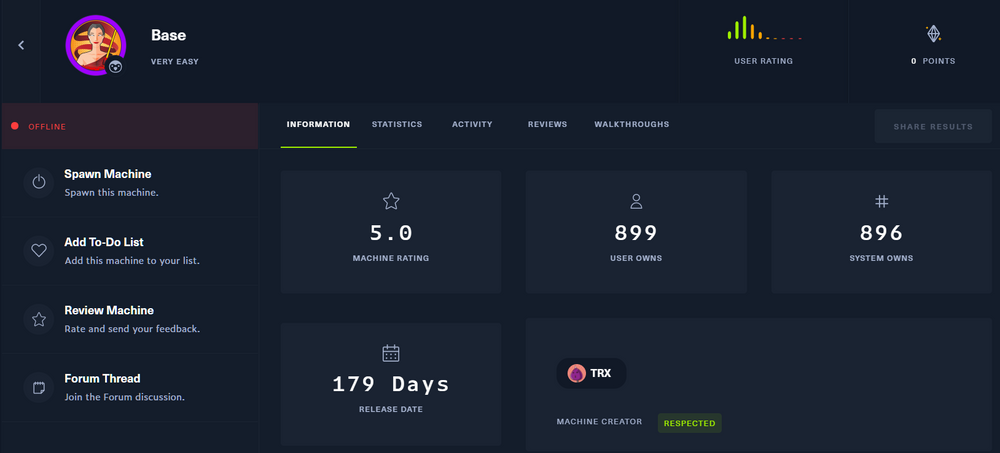 Base
VERY EASY
USER RATING
0 POINTS
OFFLINE
INFORMATION STATISTICS ACTIVITY REVIEWS WALKTHROUGHS
SHARE RESULTS
Spawn Machine
Spawn this machine.
Add To-Do List
Add this machine to your list.
Review Machine
Rate and send your feedback.
Forum Thread
Join the Forum discussion.
5.0
MACHINE RATING
899
USER OWNS
896
SYSTEM OWNS
179 Days
RELEASE DATE
TRX
MACHINE CREATOR RESPECTED